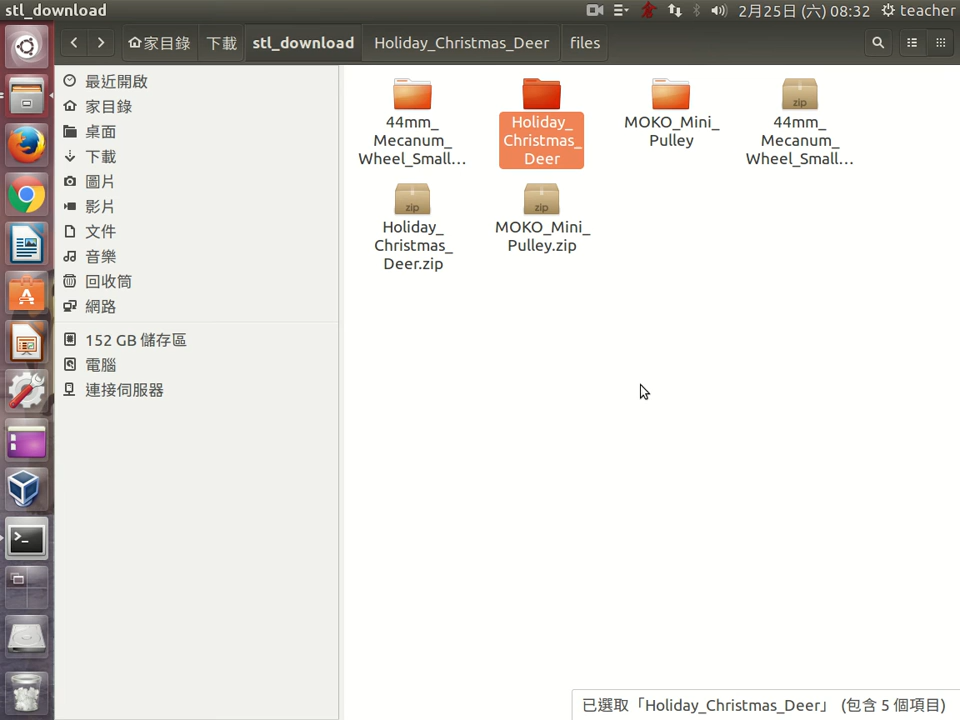 stl_download
倉
2月25日 (六) 08:32
teacher
家目錄
下載
stl_download
Holiday_Christmas_Deer
files
最近開啟
家目錄
桌面
下載
圖片
影片
文件
音樂
回收筒
網路
152 GB 儲存區
電腦
連接伺服器
44mm_
Mecanum_
Wheel_Small...
Holiday_
Christmas_
Deer
MOKO_Mini_
Pulley
zip
44mm_
Mecanum_
Wheel_Small...
zip
Holiday_
Christmas_
Deer.zip
zip
MOKO_Mini_
Pulley.zip
已選取「Holiday_Christmas_Deer」 (包含 5 個項目)